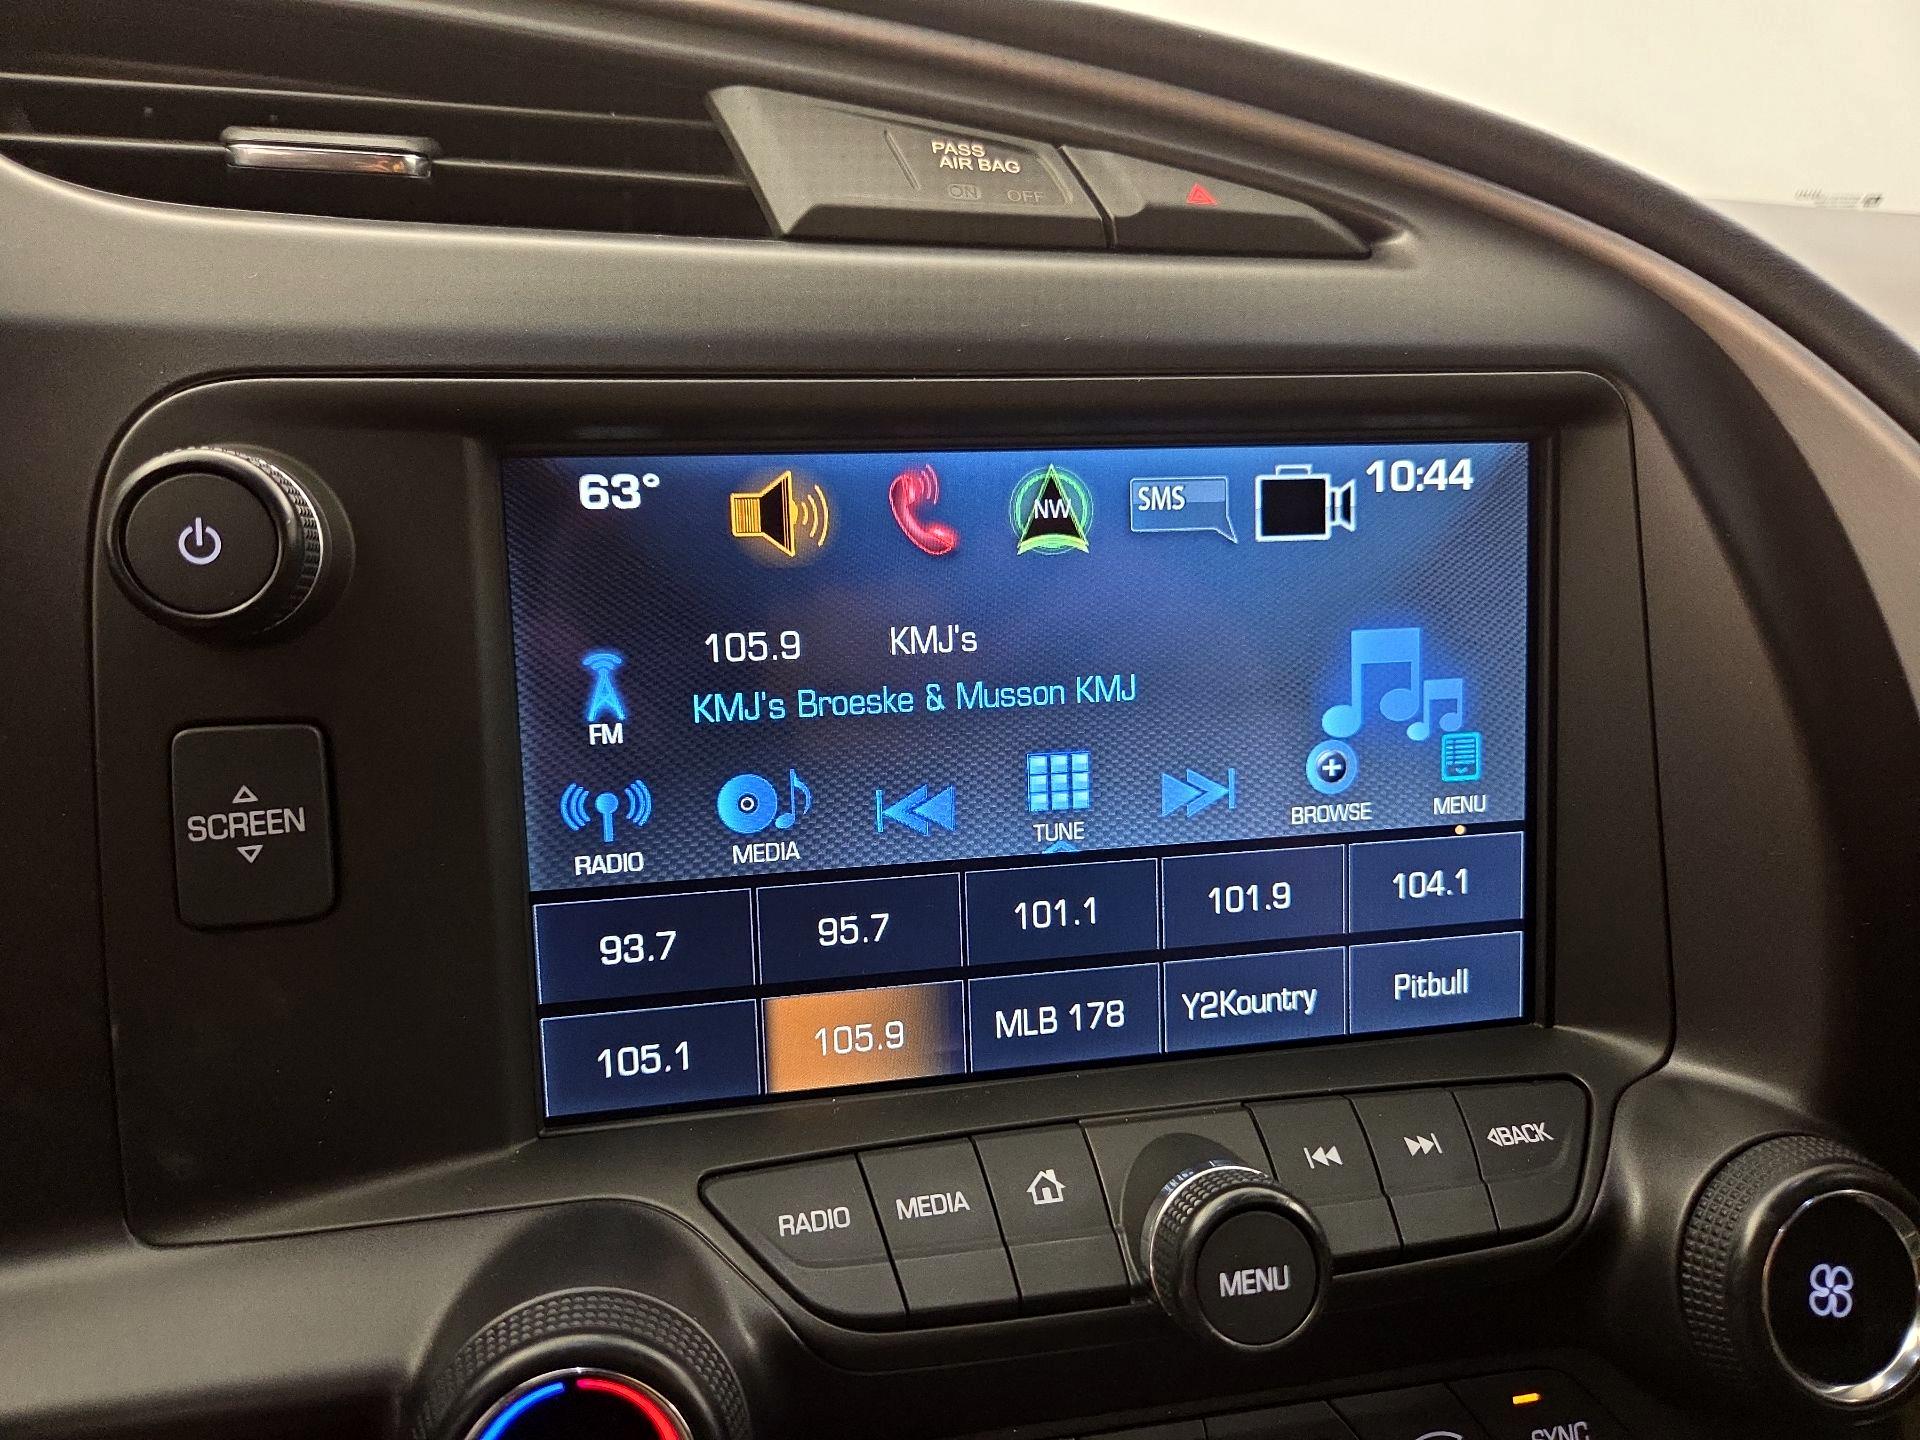 PASS
AIR BAG
ON OFF
63° NW SMS 10:44
105.9 KMJ's
KMJ's Broeske & Musson KMJ
FM
RADIO MEDIA TUNE BROWSE MENU
93.7 95.7 101.1 101.9 104.1
105.1 105.9 MLB 178 Y2Kountry Pitbull
SCREEN
RADIO MEDIA MENU BACK
SYNC